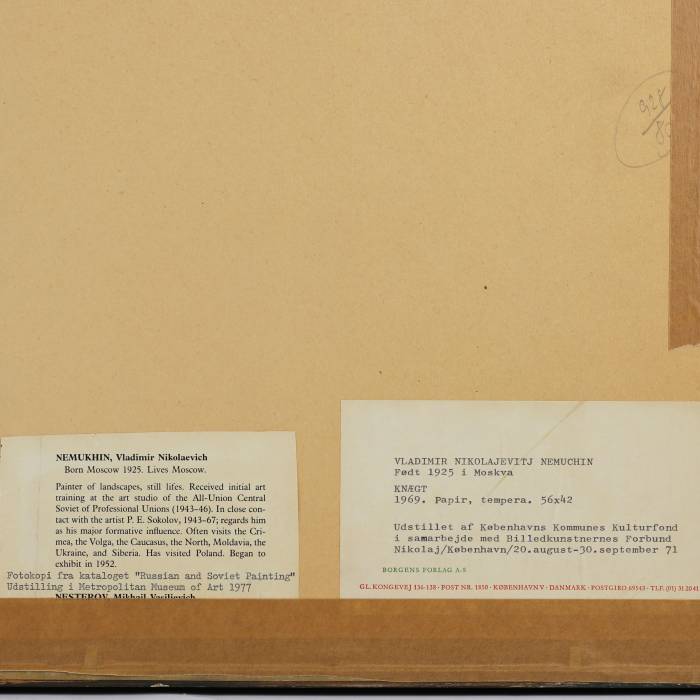 928
NEMUKHIN, Vladimir Nikolaevich
Born Moscow 1925. Lives Moscow.
Painter of landscapes, still lifes. Received initial art
training at the art studio of the All-Union Central
Soviet of Professional Unions (1943–46). In close con-
tact with the artist P. E. Sokolov, 1943–67; regards him
as his major formative influence. Often visits the Cri-
mea, the Volga, the Caucasus, the North, Moldavia, the
Ukraine, and Siberia. Has visited Poland. Began to
exhibit in 1952.
Fotokopi fra kataloget "Russian and Soviet Painting"
Udstilling i Metropolitan Museum of Art 1977
NESTEROV, Mikhail Vasilievich
VLADIMIR NIKOLAJEVITJ NEMUCHIN
Født 1925 i Moskva
KNÆGT
1969. Papir, tempera. 56x42
Udstillet af Københavns Kommunes Kulturfond
i samarbejde med Billedkunstnernes Forbund
Nikolaj/København/20.august-30.september 71
BORGENS FORLAG A·S
GL. KONGEVEJ 136-138 · POST NR. 1850 · KØBENHAVN V · DANMARK · POSTGIRO 69543 · TLF. (01) 31 20 41